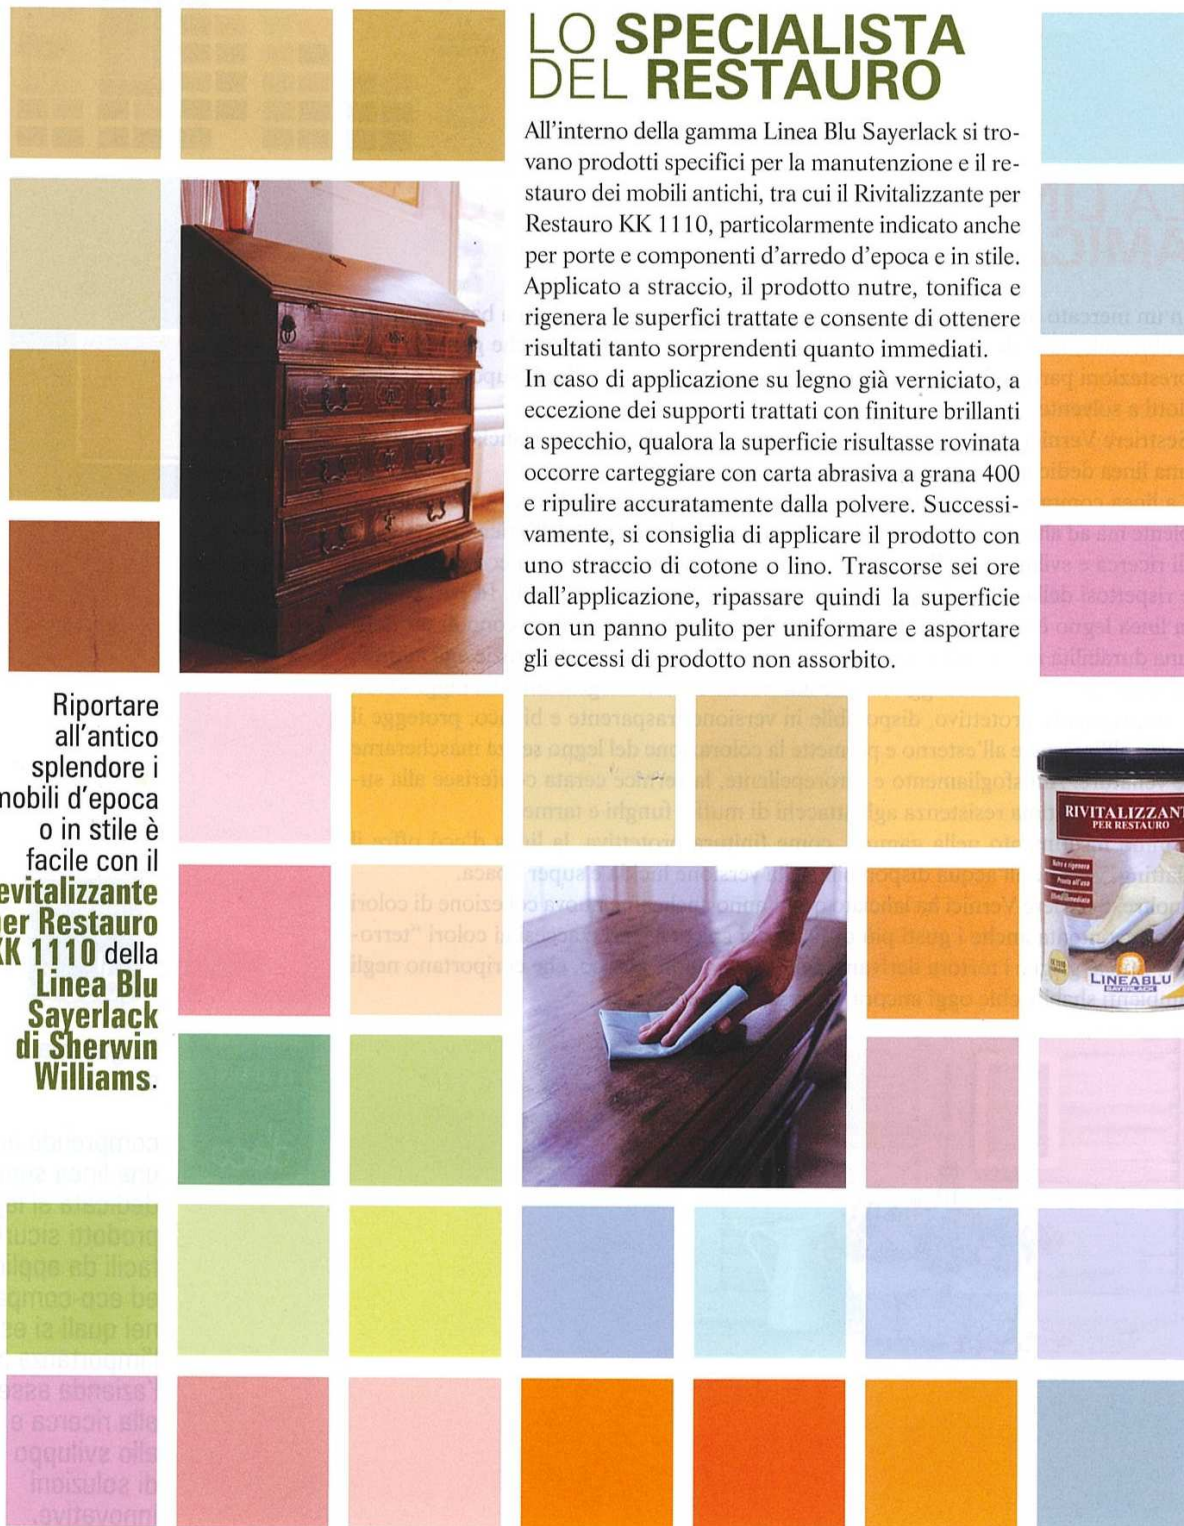 LO SPECIALISTA
DEL RESTAURO
All'interno della gamma Linea Blu Sayerlack si tro-
vano prodotti specifici per la manutenzione e il re-
stauro dei mobili antichi, tra cui il Rivitalizzante per
Restauro KK 1110, particolarmente indicato anche
per porte e componenti d'arredo d'epoca e in stile.
Applicato a straccio, il prodotto nutre, tonifica e
rigenera le superfici trattate e consente di ottenere
risultati tanto sorprendenti quanto immediati.
In caso di applicazione su legno già verniciato, a
eccezione dei supporti trattati con finiture brillanti
a specchio, qualora la superficie risultasse rovinata
occorre carteggiare con carta abrasiva a grana 400
e ripulire accuratamente dalla polvere. Successi-
vamente, si consiglia di applicare il prodotto con
uno straccio di cotone o lino. Trascorse sei ore
dall'applicazione, ripassare quindi la superficie
con un panno pulito per uniformare e asportare
gli eccessi di prodotto non assorbito.
Riportare
all'antico
splendore i
mobili d'epoca
o in stile è
facile con il
evitalizzante
per Restauro
KK 1110 della
Linea Blu
Sayerlack
di Sherwin
Williams.
RIVITALIZZANT
PER RESTAURO
Nutre e rigenera
Pronto all'uso
LINEABLU
SAYERLACK